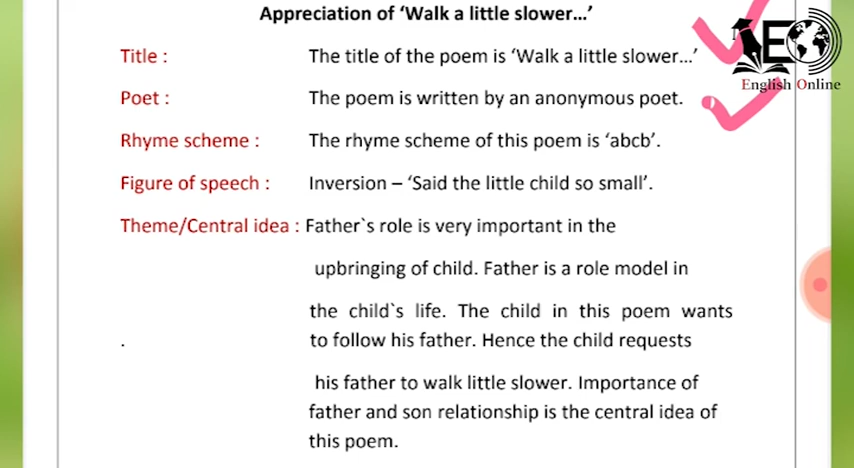 Appreciation of ‘Walk a little slower…’
Title : The title of the poem is ‘Walk a little slower…’
Poet : The poem is written by an anonymous poet.
Rhyme scheme : The rhyme scheme of this poem is ‘abcb’.
Figure of speech : Inversion – ‘Said the little child so small’.
Theme/Central idea : Father`s role is very important in the
upbringing of child. Father is a role model in
the child`s life. The child in this poem wants
. to follow his father. Hence the child requests
his father to walk little slower. Importance of
father and son relationship is the central idea of
this poem.
EO
English Online